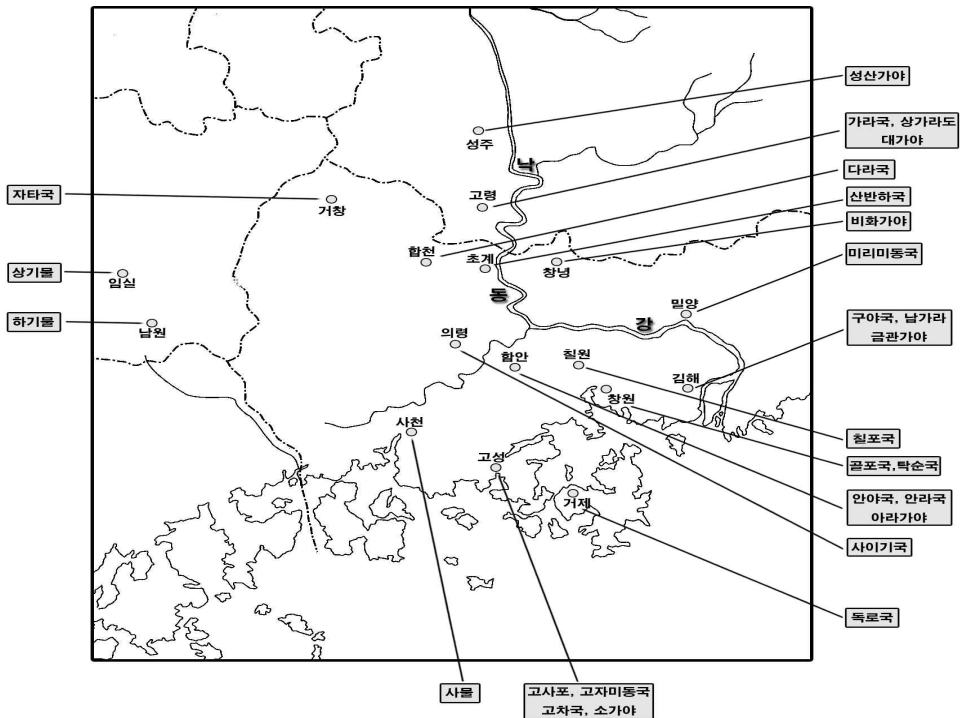 성산가야
가라국, 상가라도
대가야
다라국
산반하국
비화가야
미리미동국
구야국, 남가라
금관가야
칠포국
골포국,탁순국
안야국, 안라국
아라가야
사이기국
독로국
고사포, 고자미동국
고차국, 소가야
사물
자타국
상기물
하기물
성주
낙
고령
거창
합천
초계
창녕
임실
동
밀양
남원
강
의령
함안
칠원
김해
창원
사천
고성
거제